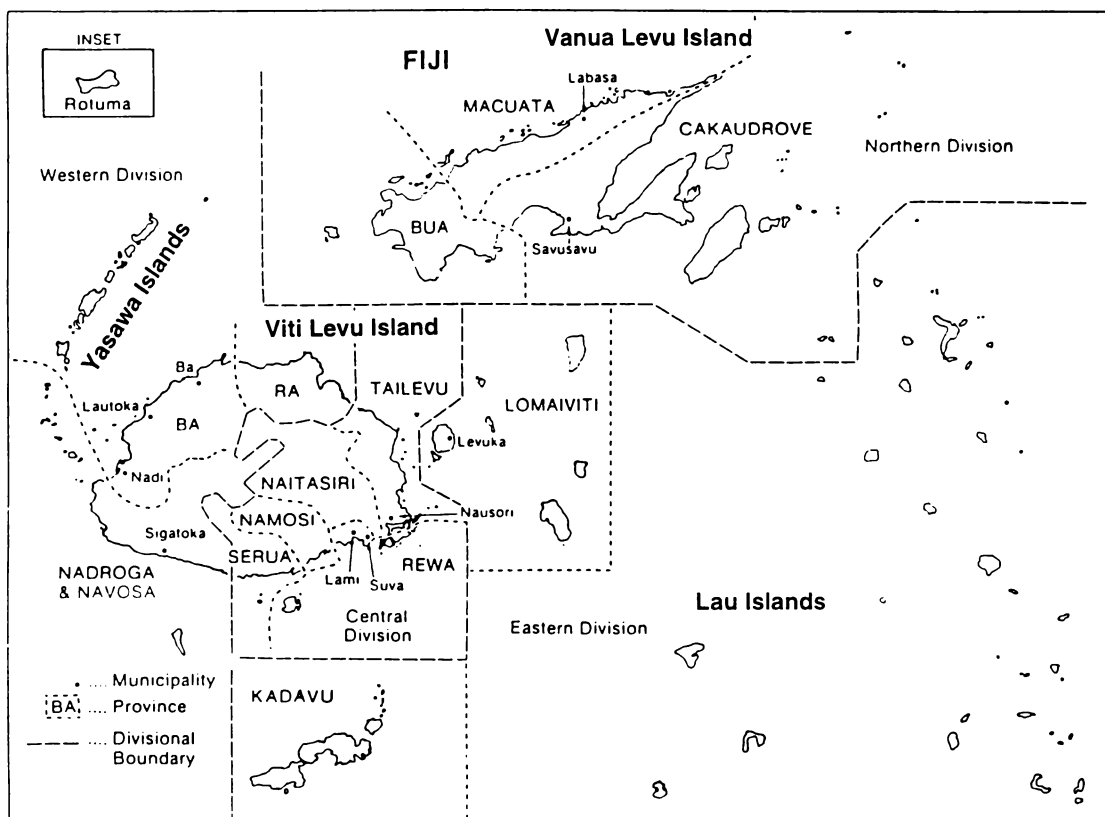 INSET
Rotuma
FIJI
Vanua Levu Island
Labasa
MACUATA
CAKAUDROVE
Northern Division
Western Division
BUA
Savusavu
Yasawa Islands
Viti Levu Island
Ba
RA
TAILEVU
LOMAIVITI
Lautoka
BA
Levuka
Nadi
NAITASIRI
Nausori
NAMOSI
Sigatoka
SERUA
REWA
Lami
Suva
NADROGA
& NAVOSA
Central
Division
Eastern Division
Lau Islands
.... Municipality
BA .... Province
.... Divisional
Boundary
KADAVU